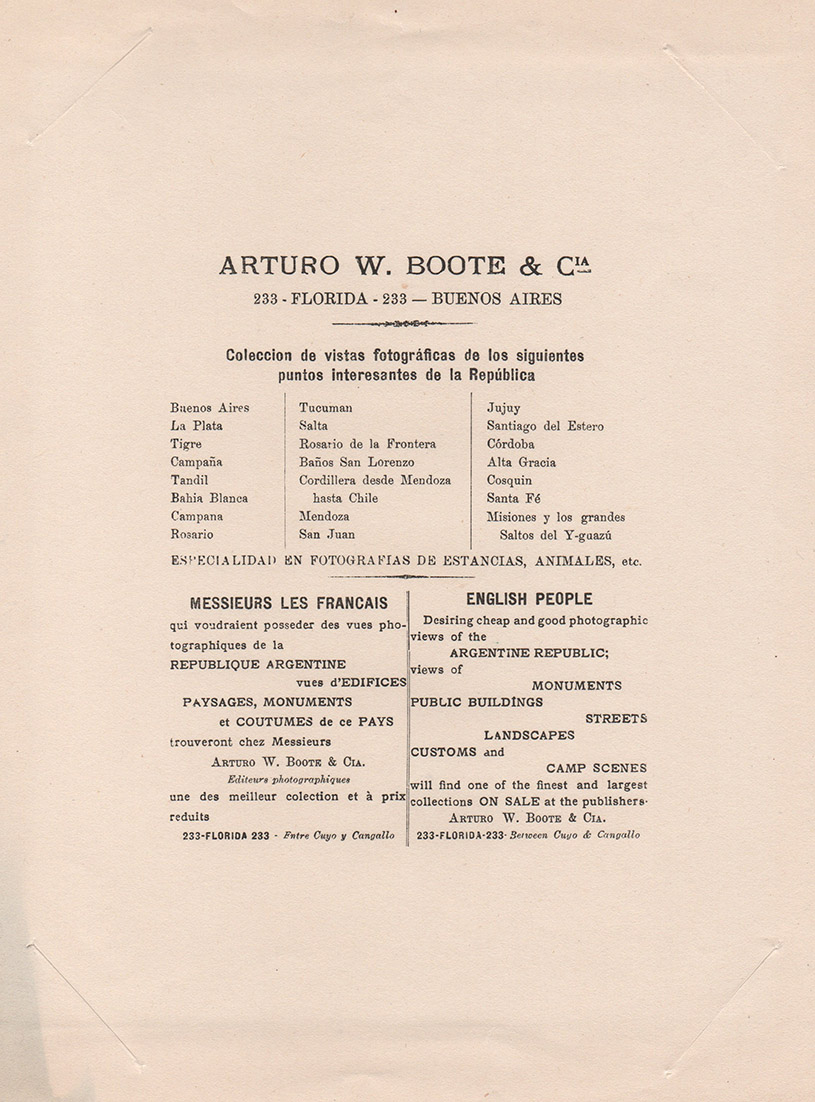 ARTURO W. BOOTE & CIA
233 - FLORIDA - 233 — BUENOS AIRES
Coleccion de vistas fotográficas de los siguientes
puntos interesantes de la República
Buenos Aires
La Plata
Tigre
Campaña
Tandil
Bahia Blanca
Campana
Rosario
Tucuman
Salta
Rosario de la Frontera
Baños San Lorenzo
Cordillera desde Mendoza
hasta Chile
Mendoza
San Juan
Jujuy
Santiago del Estero
Córdoba
Alta Gracia
Cosquin
Santa Fé
Misiones y los grandes
Saltos del Y-guazú
ESPECIALIDAD EN FOTOGRAFIAS DE ESTANCIAS, ANIMALES, etc.
MESSIEURS LES FRANCAIS
qui voudraient posseder des vues pho-
tographiques de la
REPUBLIQUE ARGENTINE
vues d'EDIFICES
PAYSAGES, MONUMENTS
et COUTUMES de ce PAYS
trouveront chez Messieurs
ARTURO W. BOOTE & CIA.
Editeurs photographiques
une des meilleur colection et à prix
reduits
233-FLORIDA 233 - Entre Cuyo y Cangallo
ENGLISH PEOPLE
Desiring cheap and good photographic
views of the
ARGENTINE REPUBLIC;
views of
MONUMENTS
PUBLIC BUILDINGS
STREETS
LANDSCAPES
CUSTOMS and
CAMP SCENES
will find one of the finest and largest
collections ON SALE at the publishers·
ARTURO W. BOOTE & CIA.
233-FLORIDA-233- Between Cuyo & Cangallo